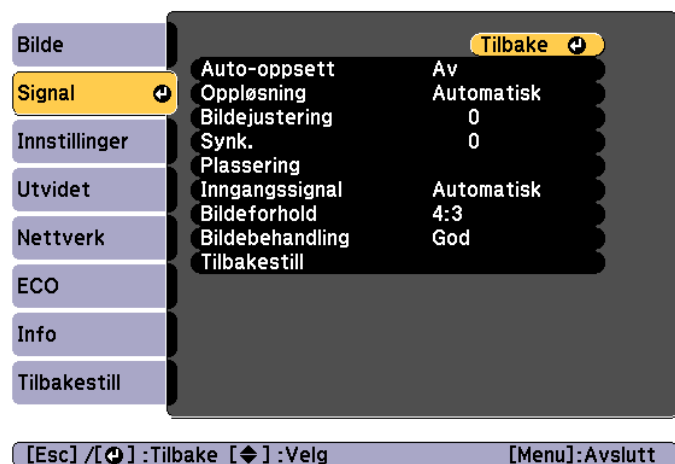 Bilde
Signal
Innstillinger
Utvidet
Nettverk
ECO
Info
Tilbakestill
Tilbake
Auto-oppsett Av
Oppløsning Automatisk
Bildejustering 0
Synk. 0
Plassering
Inngangssignal Automatisk
Bildeforhold 4:3
Bildebehandling God
Tilbakestill
[Esc] /[⏎] :Tilbake [◆] :Velg [Menu]:Avslutt